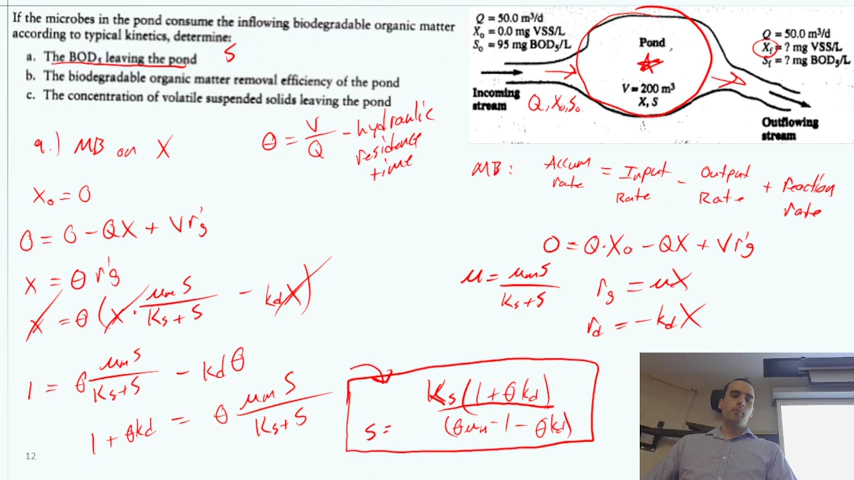 If the microbes in the pond consume the inflowing biodegradable organic matter
according to typical kinetics, determine:
a. The BOD₅ leaving the pond S
b. The biodegradable organic matter removal efficiency of the pond
c. The concentration of volatile suspended solids leaving the pond
Q = 50.0 m³/d
X₀ = 0.0 mg VSS/L
S₀ = 95 mg BOD₅/L
Incoming
stream
Q, X₀, S₀
Pond
V = 200 m³
X, S
Q = 50.0 m³/d
Xf = ? mg VSS/L
Sf = ? mg BOD₅/L
Outflowing
stream
a.) MB on X
θ = V/Q - hydraulic
residence
time
X₀ = 0
0 = 0 - QX + Vr'g
X = θ r'g
X = θ (X · μmS/(Ks+S) - kdX)
1 = θ μmS/(Ks+S) - kdθ
1 + θkd = θ μmS/(Ks+S)
MB: Accum rate = Input Rate - Output Rate + reaction rate
0 = Q·X₀ - QX + Vr'g
μ = μmS/(Ks+S)
rg = μX
rd = -kdX
S = Ks(1+θkd)/(θμm - 1 - θkd)
12